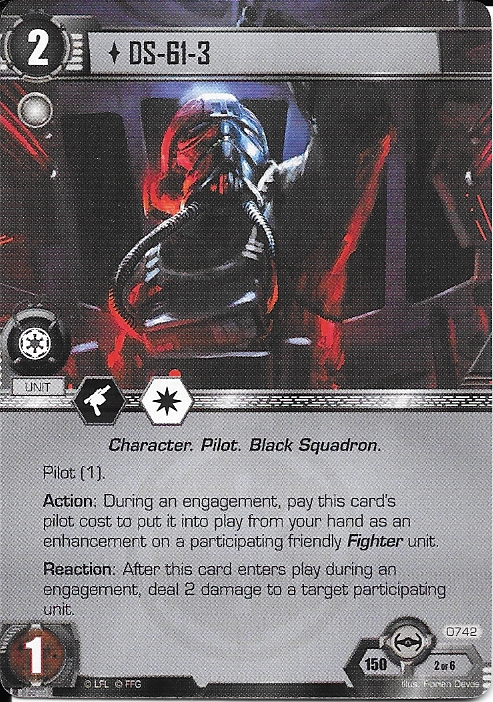 2
DS-61-3
UNIT
Character. Pilot. Black Squadron.
Pilot (1).
Action: During an engagement, pay this card's
pilot cost to put it into play from your hand as an
enhancement on a participating friendly Fighter unit.
Reaction: After this card enters play during an
engagement, deal 2 damage to a target participating
unit.
0742
1
150
2 of 6
© LFL © FFG
Illus. Florian Devos